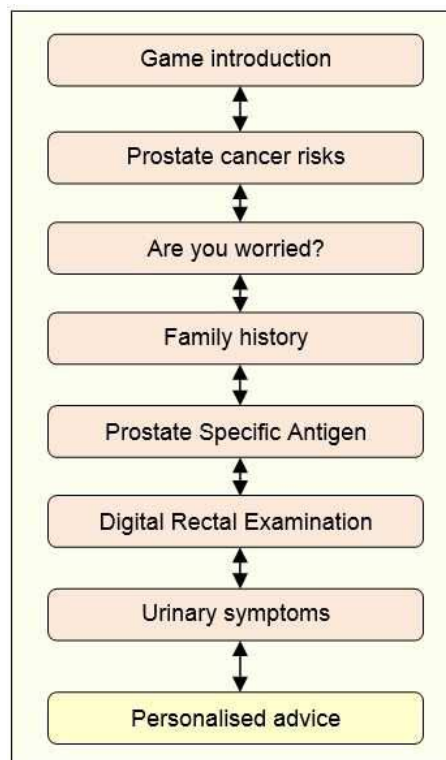 Game introduction
Prostate cancer risks
Are you worried?
Family history
Prostate Specific Antigen
Digital Rectal Examination
Urinary symptoms
Personalised advice